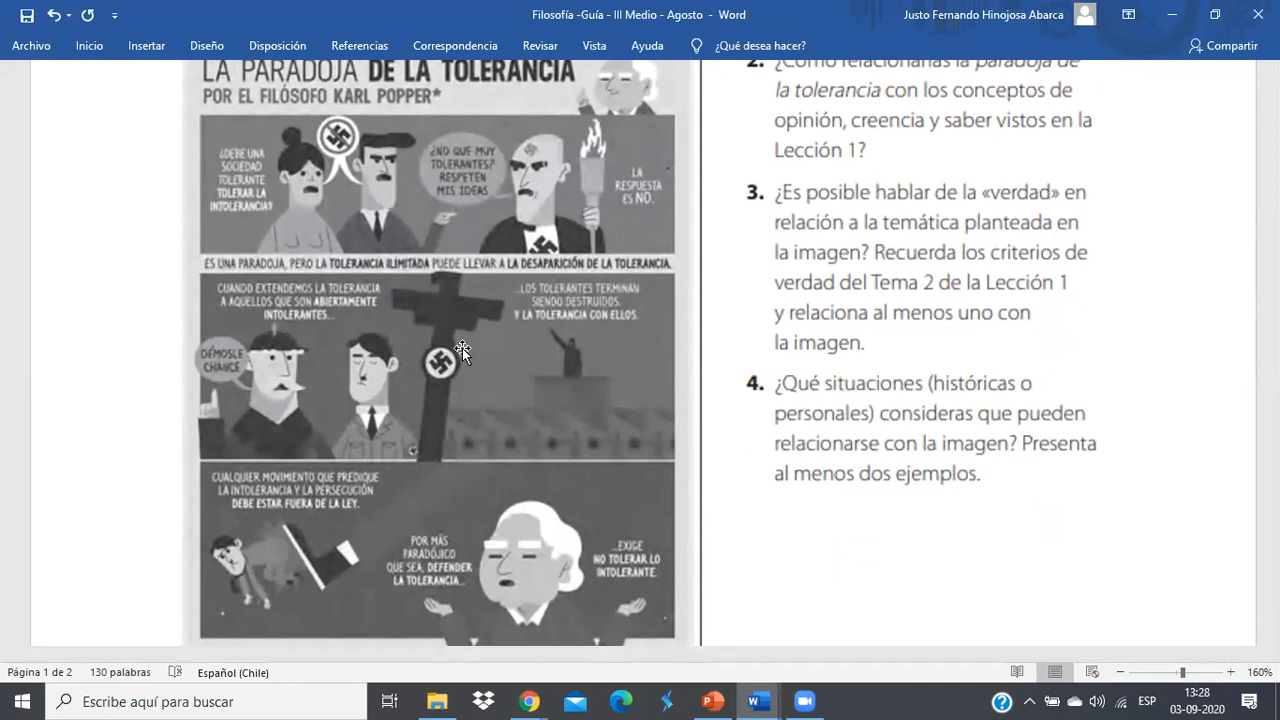 Filosofía -Guía - III Medio - Agosto - Word
Justo Fernando Hinojosa Abarca
Archivo
Inicio
Insertar
Diseño
Disposición
Referencias
Correspondencia
Revisar
Vista
Ayuda
¿Qué desea hacer?
Compartir
LA PARADOJA DE LA TOLERANCIA
POR EL FILÓSOFO KARL POPPER*
¿DEBE UNA
SOCIEDAD
TOLERANTE
TOLERAR LA
INTOLERANCIA?
¿NO QUE MUY
TOLERANTES?
RESPETEN
MIS IDEAS
LA
RESPUESTA
ES NO.
ES UNA PARADOJA, PERO LA TOLERANCIA ILIMITADA PUEDE LLEVAR A LA DESAPARICIÓN DE LA TOLERANCIA.
CUANDO EXTENDEMOS LA TOLERANCIA
A AQUELLOS QUE SON ABIERTAMENTE
INTOLERANTES...
...LOS TOLERANTES TERMINAN
SIENDO DESTRUIDOS.
Y LA TOLERANCIA CON ELLOS.
DÉMOSLE
CHANCE
CUALQUIER MOVIMIENTO QUE PREDIQUE
LA INTOLERANCIA Y LA PERSECUCIÓN
DEBE ESTAR FUERA DE LA LEY.
POR MÁS
PARADÓJICO
QUE SEA, DEFENDER
LA TOLERANCIA...
...EXIGE
NO TOLERAR LO
INTOLERANTE.
2. ¿Cómo relacionarías la paradoja de
la tolerancia con los conceptos de
opinión, creencia y saber vistos en la
Lección 1?
3. ¿Es posible hablar de la «verdad» en
relación a la temática planteada en
la imagen? Recuerda los criterios de
verdad del Tema 2 de la Lección 1
y relaciona al menos uno con
la imagen.
4. ¿Qué situaciones (históricas o
personales) consideras que pueden
relacionarse con la imagen? Presenta
al menos dos ejemplos.
Página 1 de 2
130 palabras
Español (Chile)
160%
Escribe aquí para buscar
ESP
13:28
03-09-2020